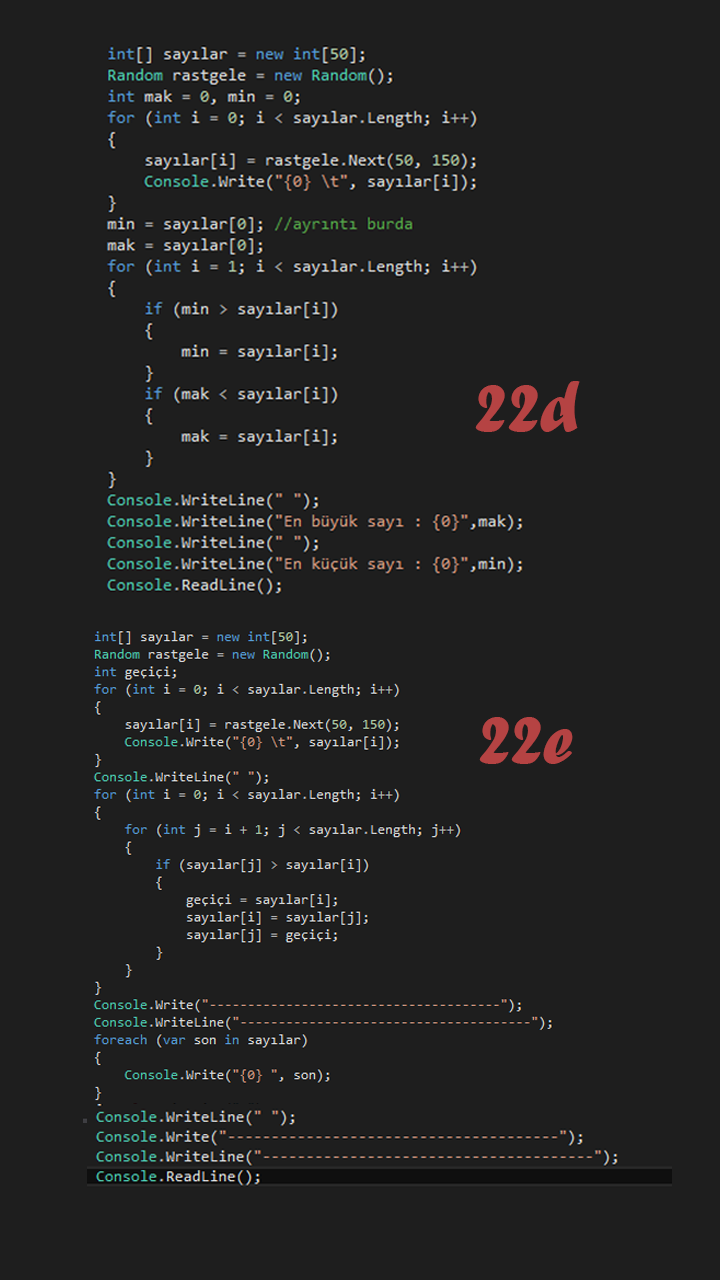 int[] sayılar = new int[50];
Random rastgele = new Random();
int mak = 0, min = 0;
for (int i = 0; i < sayılar.Length; i++)
{
    sayılar[i] = rastgele.Next(50, 150);
    Console.Write("{0} \t", sayılar[i]);
}
min = sayılar[0]; //ayrıntı burda
mak = sayılar[0];
for (int i = 1; i < sayılar.Length; i++)
{
    if (min > sayılar[i])
    {
        min = sayılar[i];
    }
    if (mak < sayılar[i])
    {
        mak = sayılar[i];
    }
}
22d
Console.WriteLine(" ");
Console.WriteLine("En büyük sayı : {0}",mak);
Console.WriteLine(" ");
Console.WriteLine("En küçük sayı : {0}",min);
Console.ReadLine();
int[] sayılar = new int[50];
Random rastgele = new Random();
int geçiçi;
for (int i = 0; i < sayılar.Length; i++)
{
    sayılar[i] = rastgele.Next(50, 150);
    Console.Write("{0} \t", sayılar[i]);
}
22e
Console.WriteLine(" ");
for (int i = 0; i < sayılar.Length; i++)
{
    for (int j = i + 1; j < sayılar.Length; j++)
    {
        if (sayılar[j] > sayılar[i])
        {
            geçiçi = sayılar[i];
            sayılar[i] = sayılar[j];
            sayılar[j] = geçiçi;
        }
    }
}
Console.Write("--------------------------------------");
Console.WriteLine("--------------------------------------");
foreach (var son in sayılar)
{
    Console.Write("{0} ", son);
}
Console.WriteLine(" ");
Console.Write("--------------------------------------");
Console.WriteLine("--------------------------------------");
Console.ReadLine();